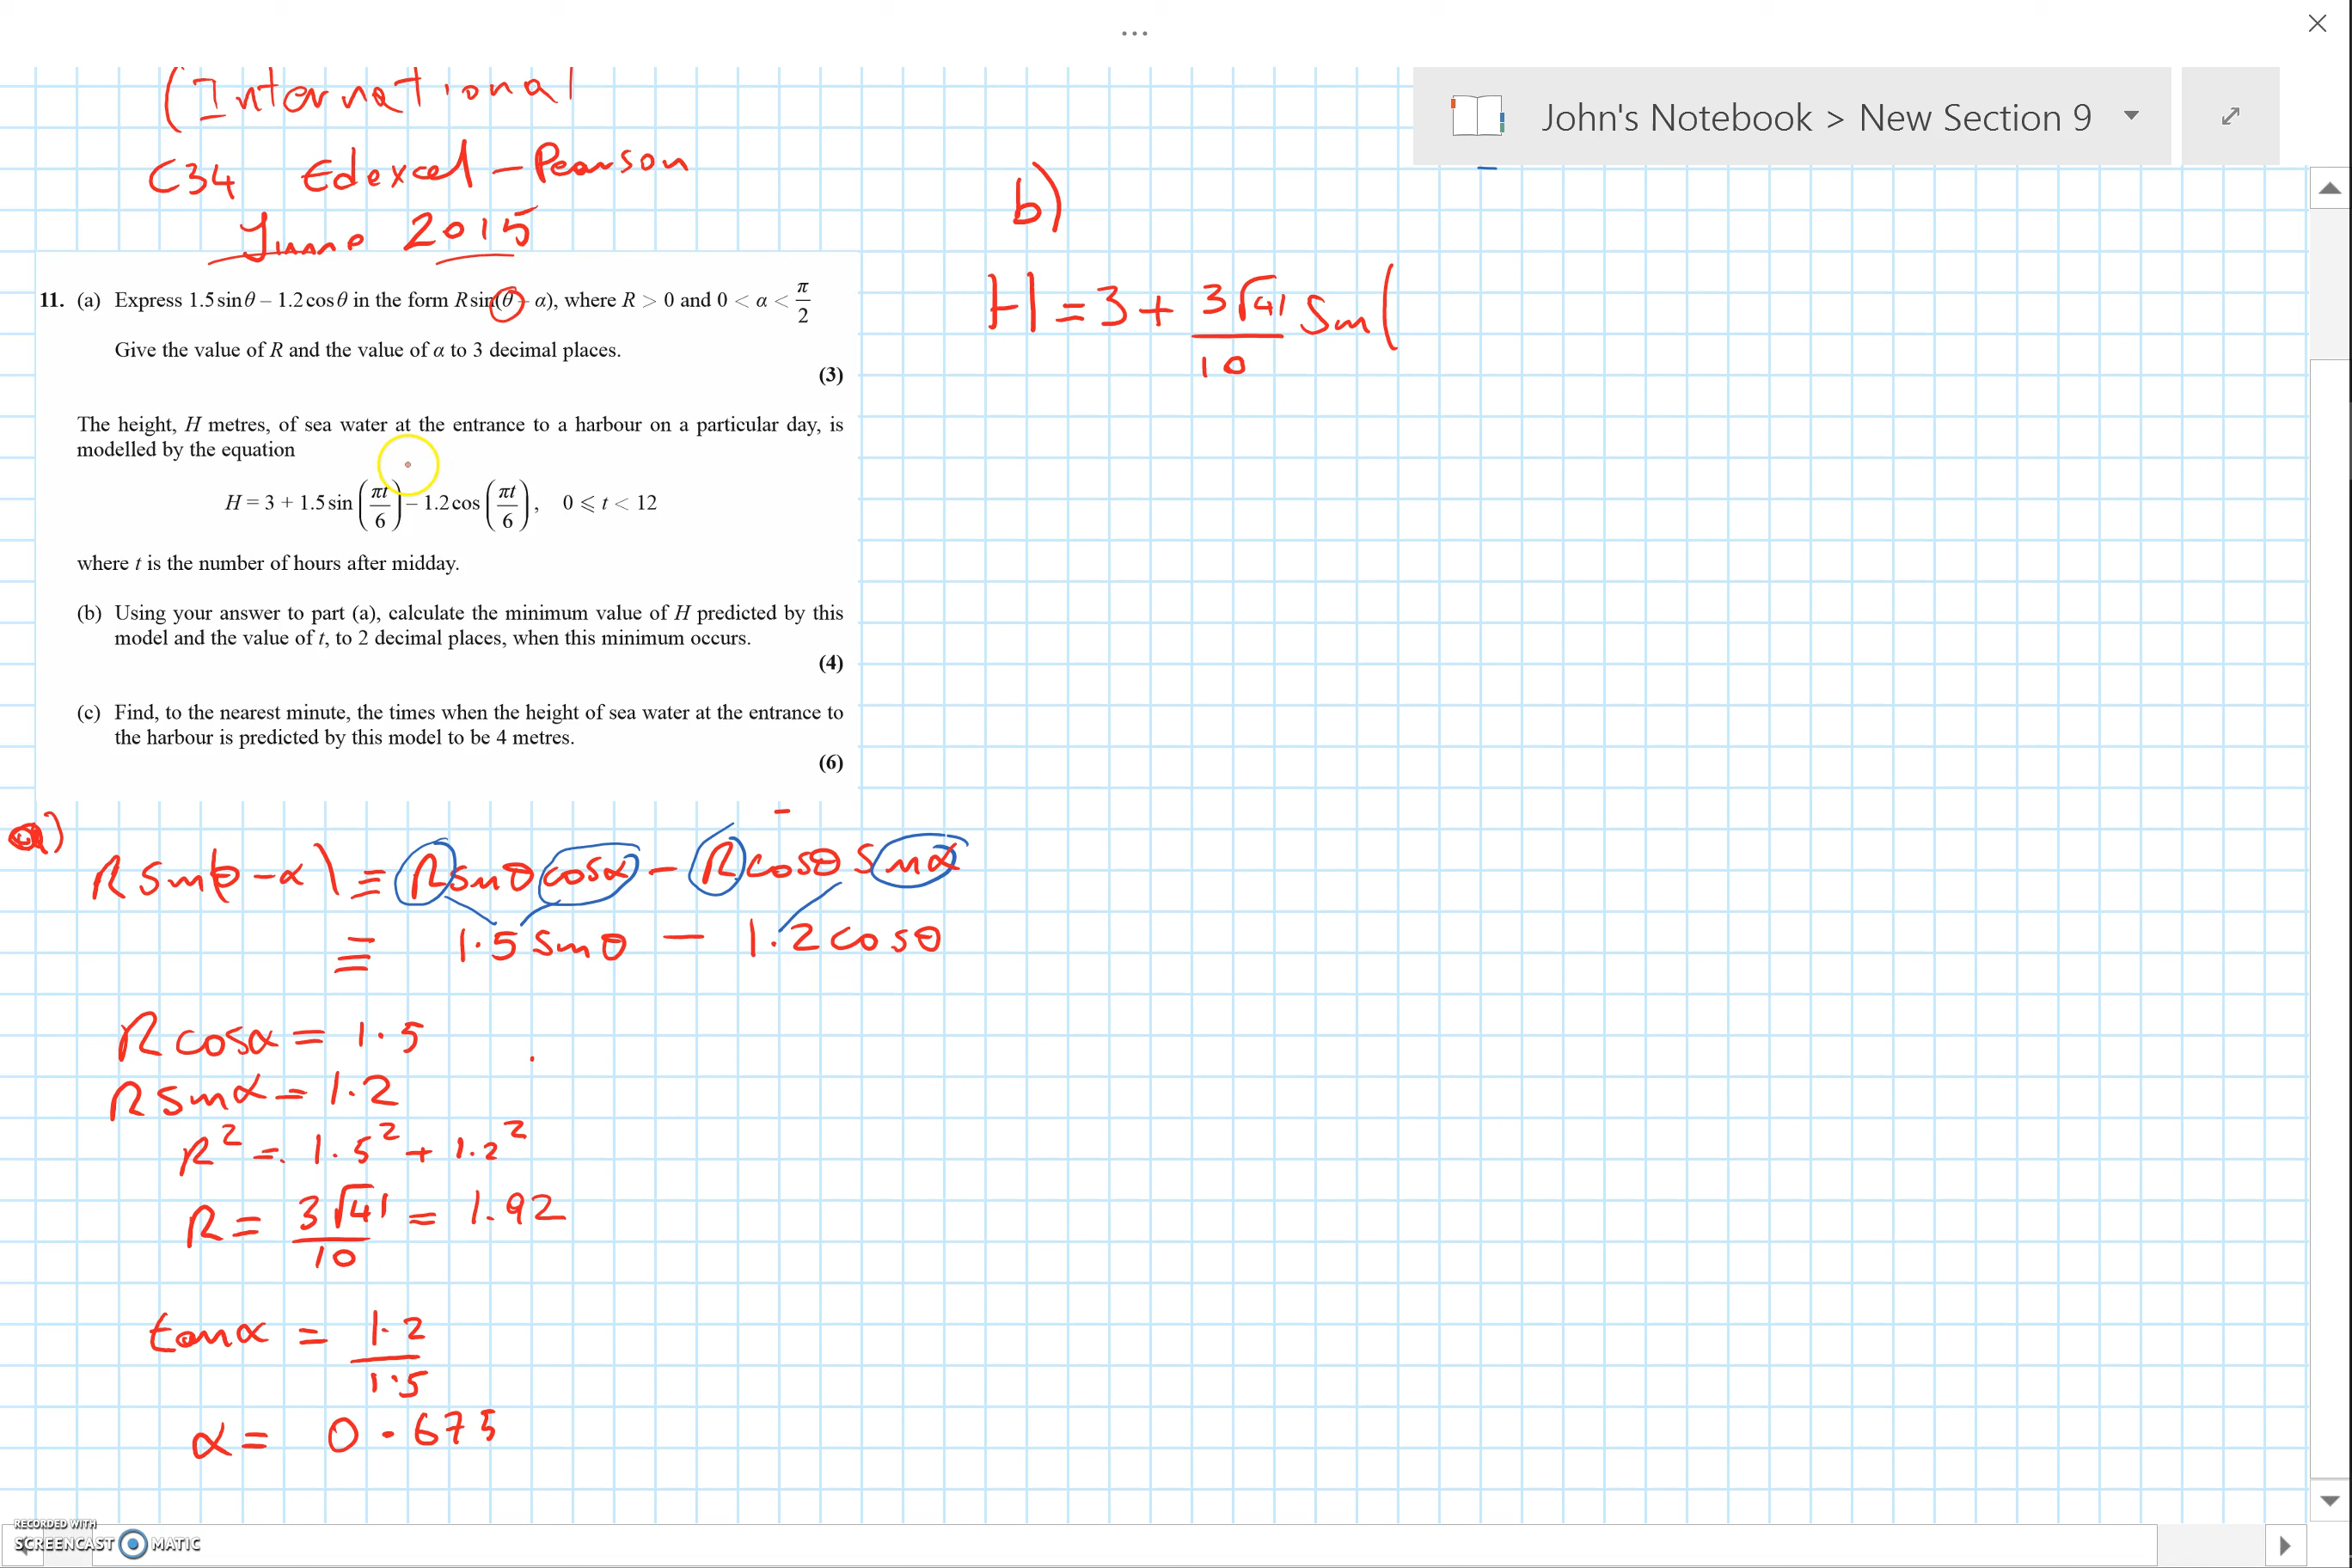 ...
John's Notebook > New Section 9
(International
C34 Edexcel - Pearson
June 2015
11. (a) Express 1.5 sin θ – 1.2 cos θ in the form R sin(θ – α), where R > 0 and 0 < α < π/2
Give the value of R and the value of α to 3 decimal places.
(3)
The height, H metres, of sea water at the entrance to a harbour on a particular day, is
modelled by the equation
H = 3 + 1.5 sin (πt/6) – 1.2 cos (πt/6), 0 ⩽ t < 12
where t is the number of hours after midday.
(b) Using your answer to part (a), calculate the minimum value of H predicted by this
model and the value of t, to 2 decimal places, when this minimum occurs.
(4)
(c) Find, to the nearest minute, the times when the height of sea water at the entrance to
the harbour is predicted by this model to be 4 metres.
(6)
a)
R sin(θ - α) ≡ R sin θ cos α - R cos θ sin α
≡ 1.5 sin θ - 1.2 cos θ
R cos α = 1.5
R sin α = 1.2
R² = 1.5² + 1.2²
R = 3√41/10 = 1.92
tan α = 1.2/1.5
α = 0.675
b)
H = 3 + 3√41/10 sin (
RECORDED WITH
SCREENCAST MATIC